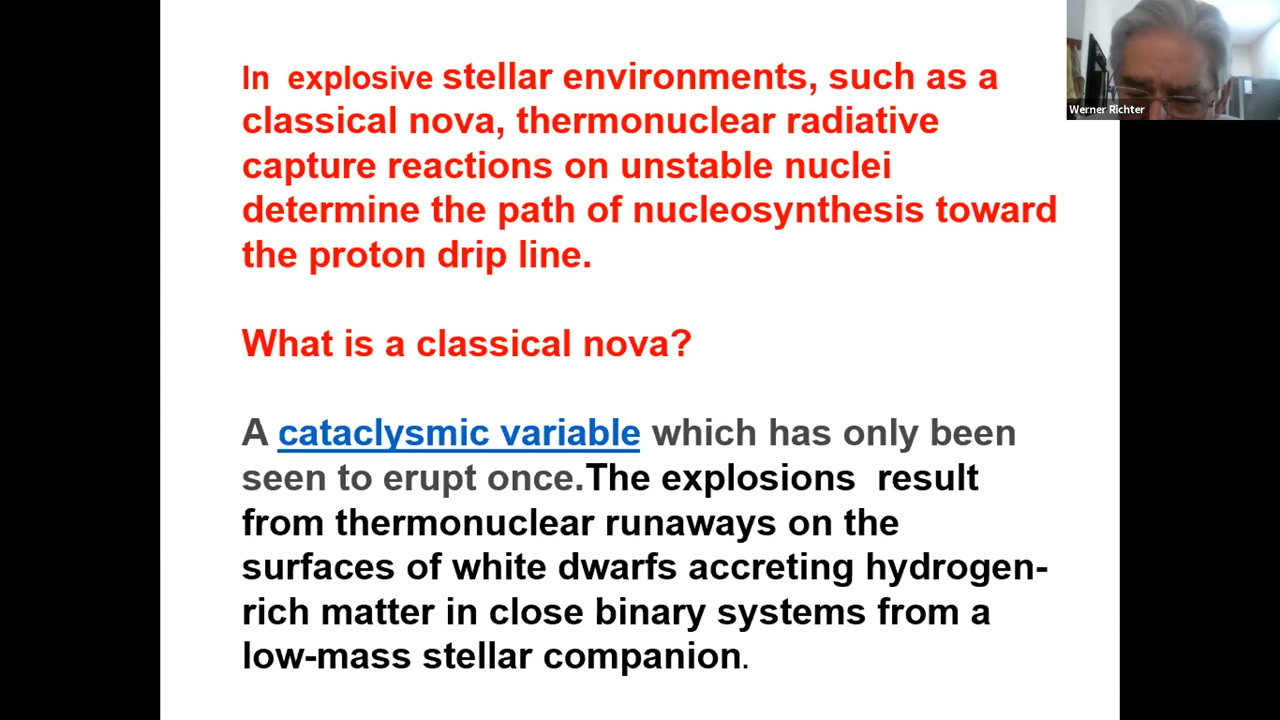 In  explosive stellar environments, such as a
classical nova, thermonuclear radiative
capture reactions on unstable nuclei
determine the path of nucleosynthesis toward
the proton drip line.
What is a classical nova?
A cataclysmic variable which has only been
seen to erupt once.The explosions  result
from thermonuclear runaways on the
surfaces of white dwarfs accreting hydrogen-
rich matter in close binary systems from a
low-mass stellar companion.
Werner Richter